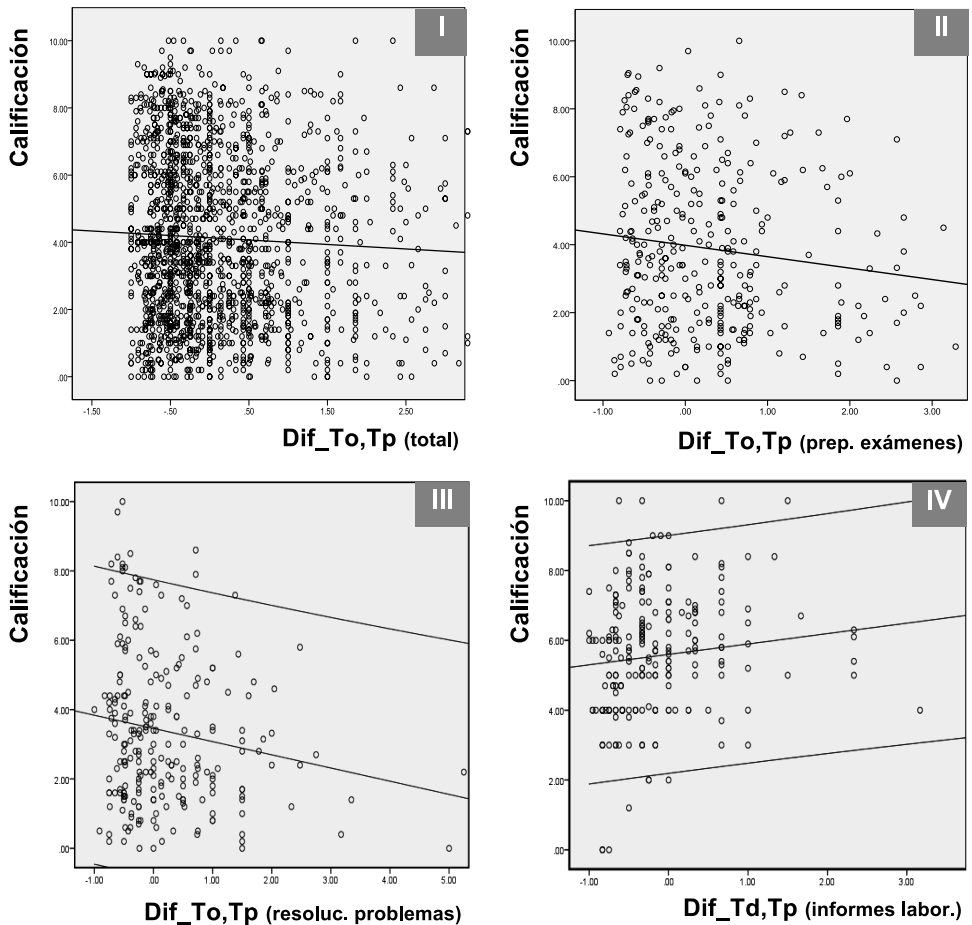 I
Calificación
10.00
8.00
6.00
4.00
2.00
.00
-1.50 -.50 .50 1.50 2.50
Dif_To,Tp (total)
II
Calificación
10.00
8.00
6.00
4.00
2.00
.00
-1.00 .00 1.00 2.00 3.00
Dif_To,Tp (prep. exámenes)
III
Calificación
10.00
8.00
6.00
4.00
2.00
.00
-1.00 .00 1.00 2.00 3.00 4.00 5.00
Dif_To,Tp (resoluc. problemas)
IV
Calificación
10.00
8.00
6.00
4.00
2.00
.00
-1.00 .00 1.00 2.00 3.00
Dif_Td,Tp (informes labor.)